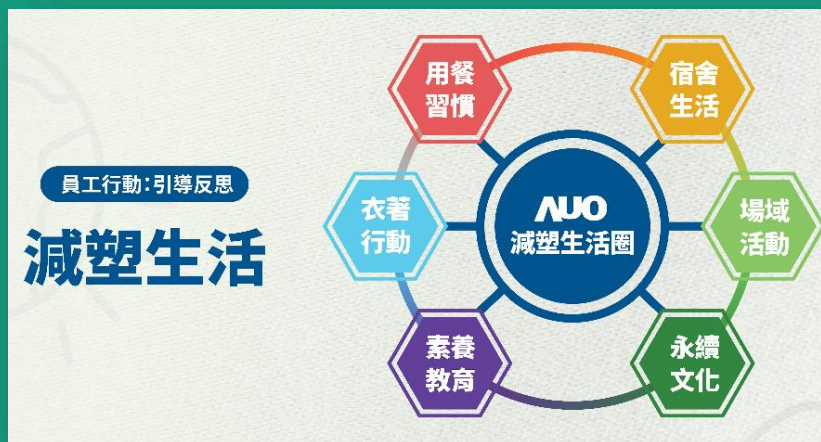 員工行動：引導反思
減塑生活
用餐
習慣
宿舍
生活
衣著
行動
AUO
減塑生活圈
場域
活動
素養
教育
永續
文化